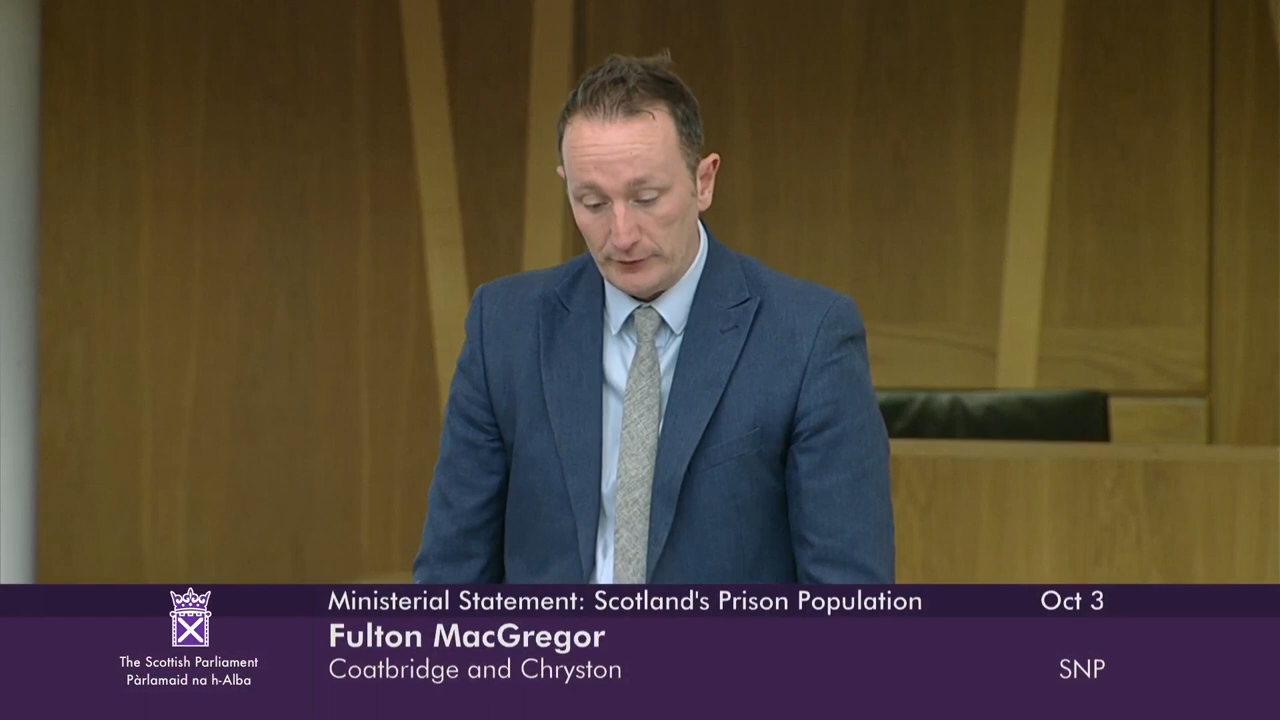 Ministerial Statement: Scotland's Prison Population Oct 3
Fulton MacGregor
Coatbridge and Chryston SNP
The Scottish Parliament
Pàrlamaid na h-Alba